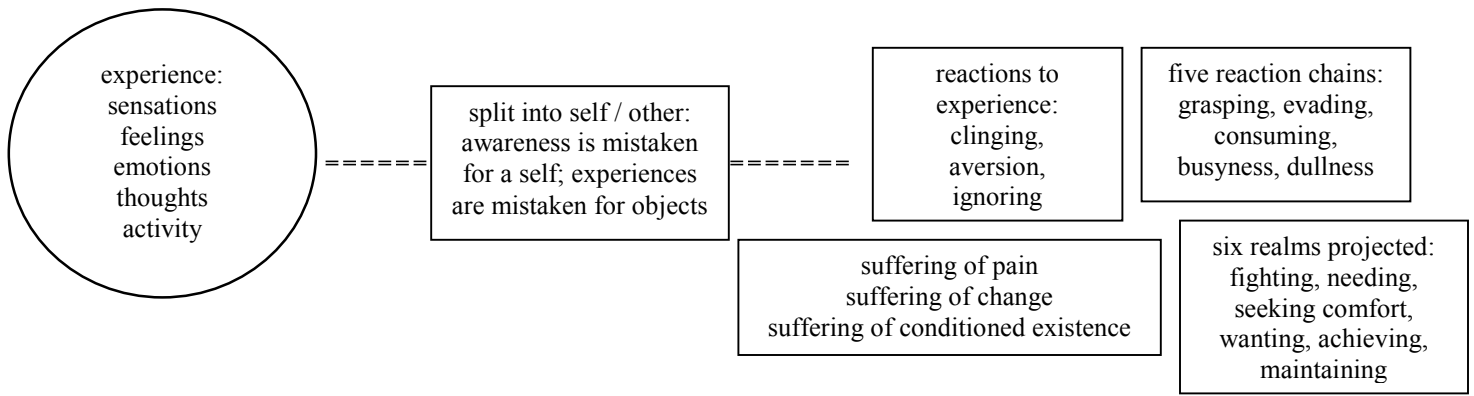 experience:
sensations
feelings
emotions
thoughts
activity
======
split into self / other:
awareness is mistaken
for a self; experiences
are mistaken for objects
=======
reactions to
experience:
clinging,
aversion,
ignoring
five reaction chains:
grasping, evading,
consuming,
busyness, dullness
six realms projected:
fighting, needing,
seeking comfort,
wanting, achieving,
maintaining
suffering of pain
suffering of change
suffering of conditioned existence